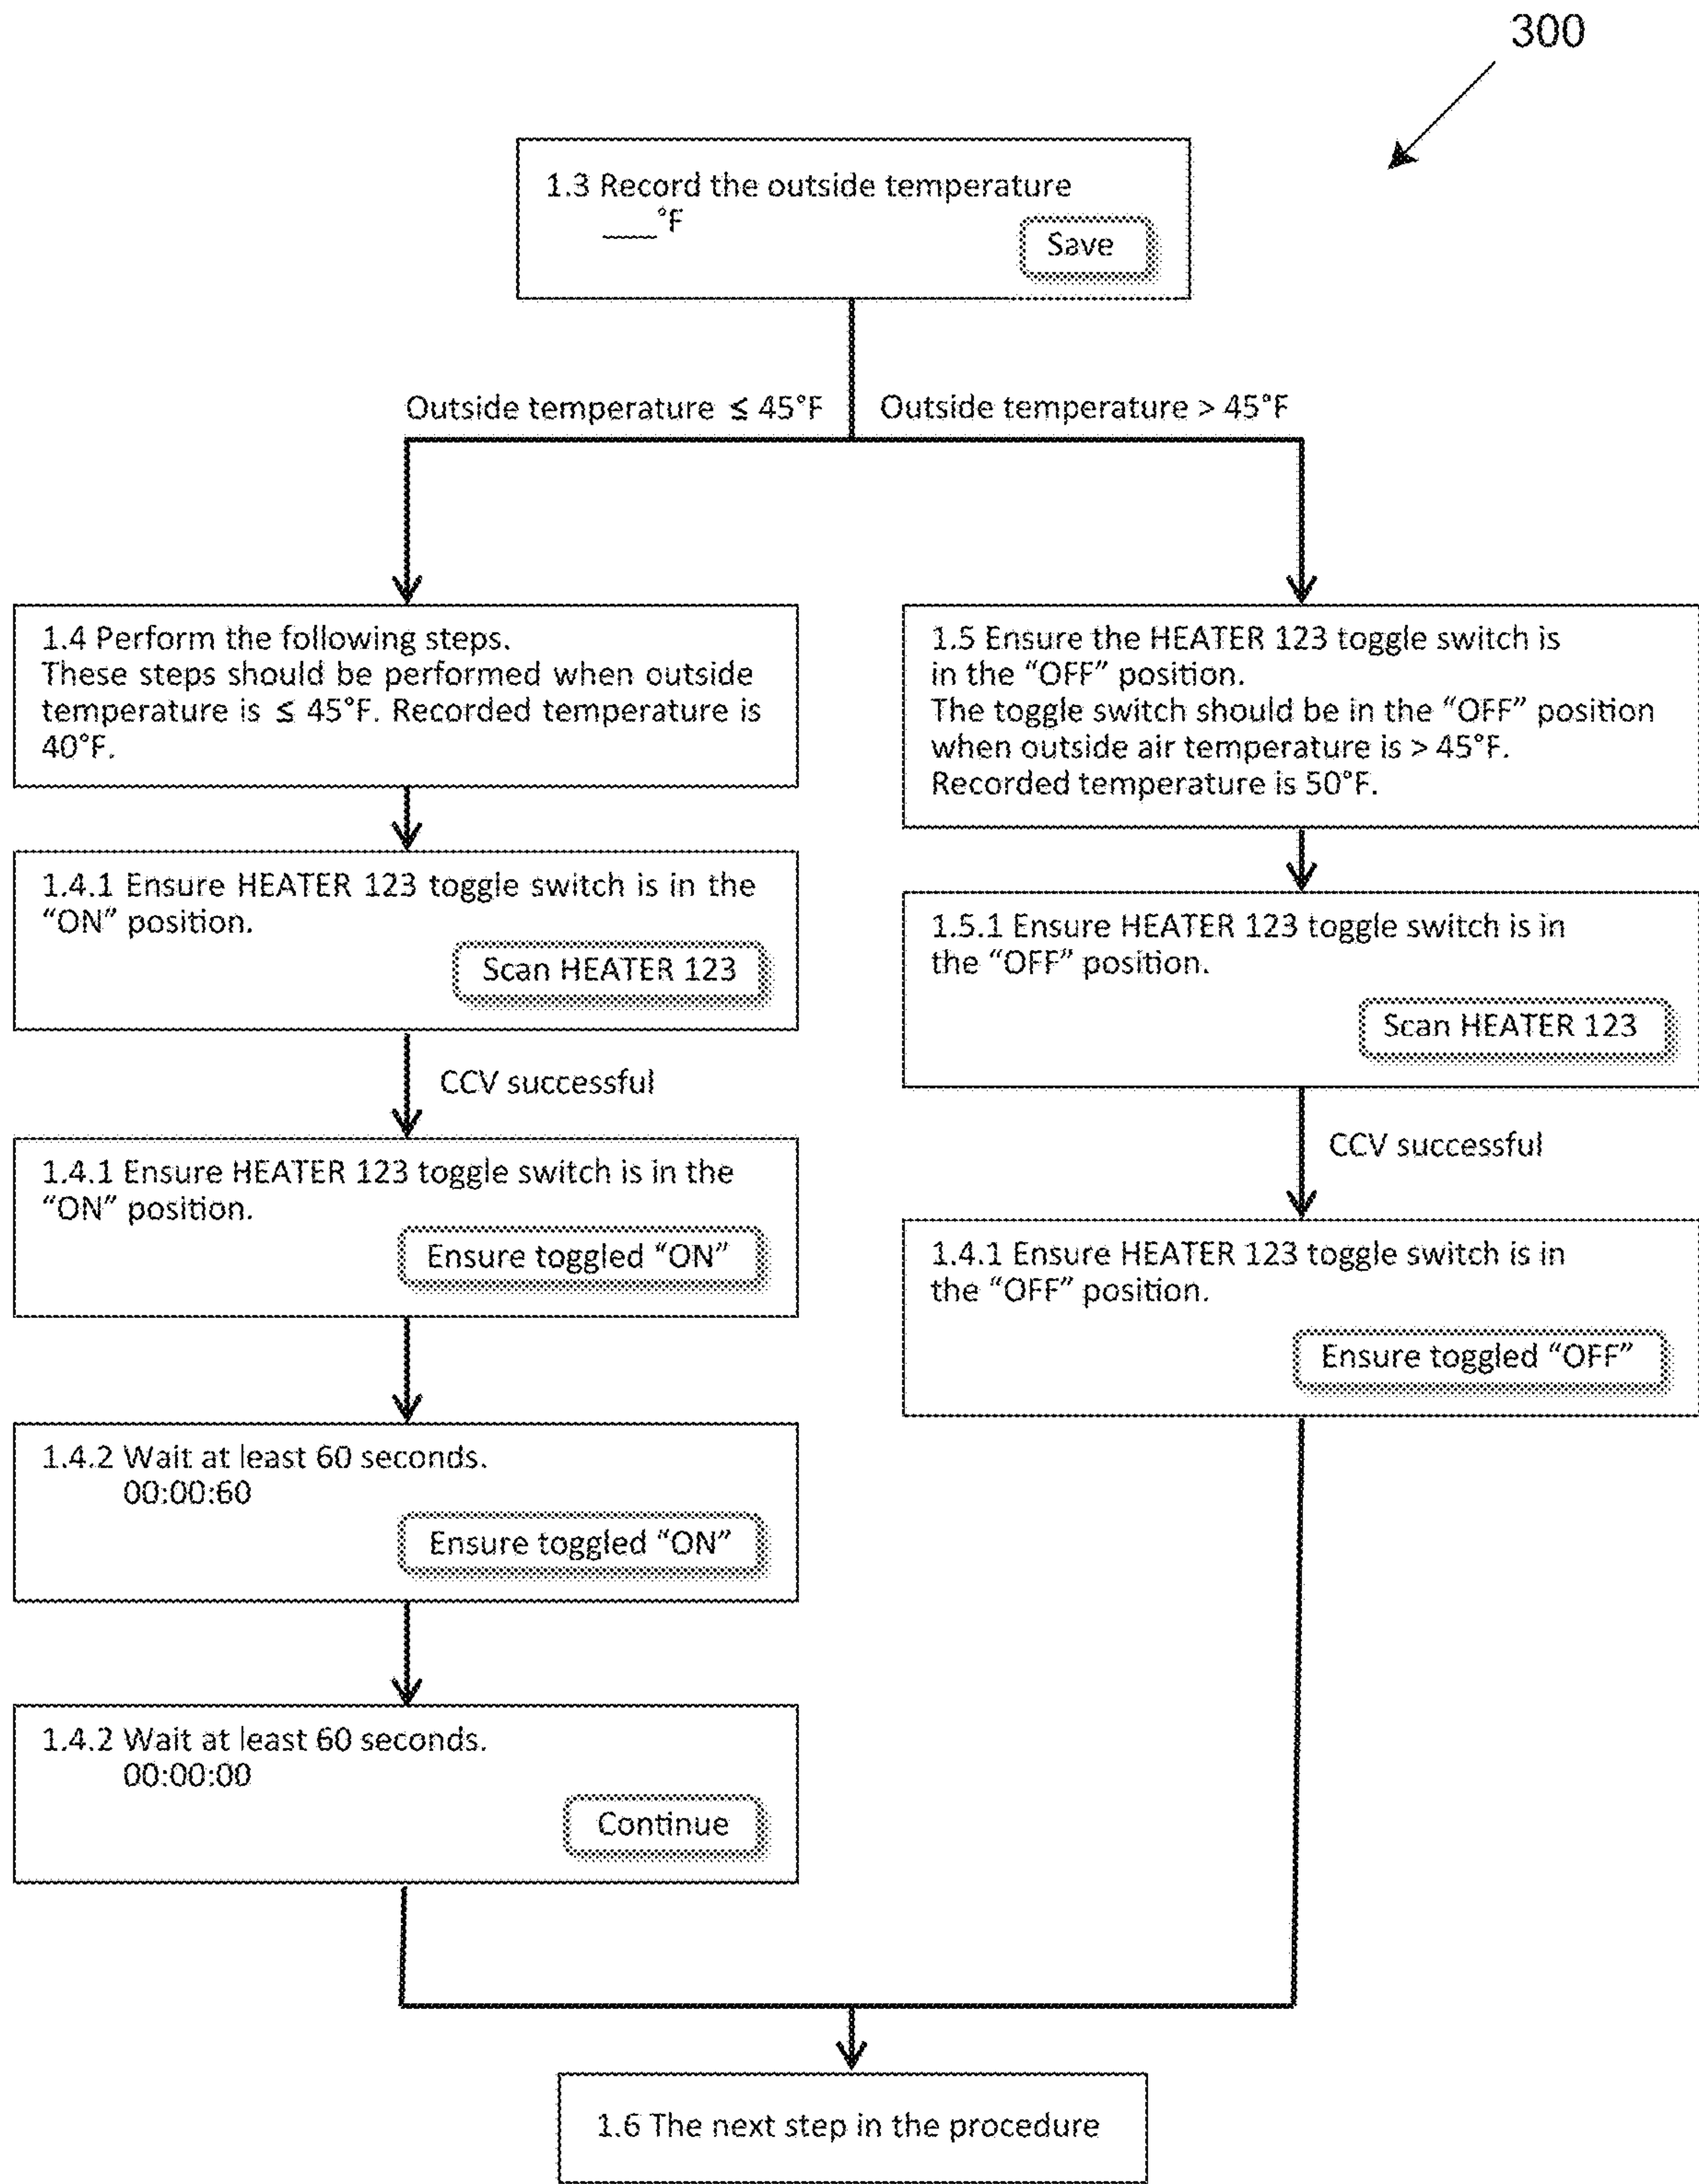 300
1.3 Record the outside temperature
___°F
Save
Outside temperature ≤ 45°F
Outside temperature > 45°F
1.4 Perform the following steps.
These steps should be performed when outside
temperature is ≤ 45°F. Recorded temperature is
40°F.
1.4.1 Ensure HEATER 123 toggle switch is in the
“ON” position.
Scan HEATER 123
CCV successful
1.4.1 Ensure HEATER 123 toggle switch is in the
“ON” position.
Ensure toggled “ON”
1.4.2 Wait at least 60 seconds.
00:00:60
Ensure toggled “ON”
1.4.2 Wait at least 60 seconds.
00:00:00
Continue
1.5 Ensure the HEATER 123 toggle switch is
in the “OFF” position.
The toggle switch should be in the “OFF” position
when outside air temperature is > 45°F.
Recorded temperature is 50°F.
1.5.1 Ensure HEATER 123 toggle switch is in
the “OFF” position.
Scan HEATER 123
CCV successful
1.4.1 Ensure HEATER 123 toggle switch is in
the “OFF” position.
Ensure toggled “OFF”
1.6 The next step in the procedure